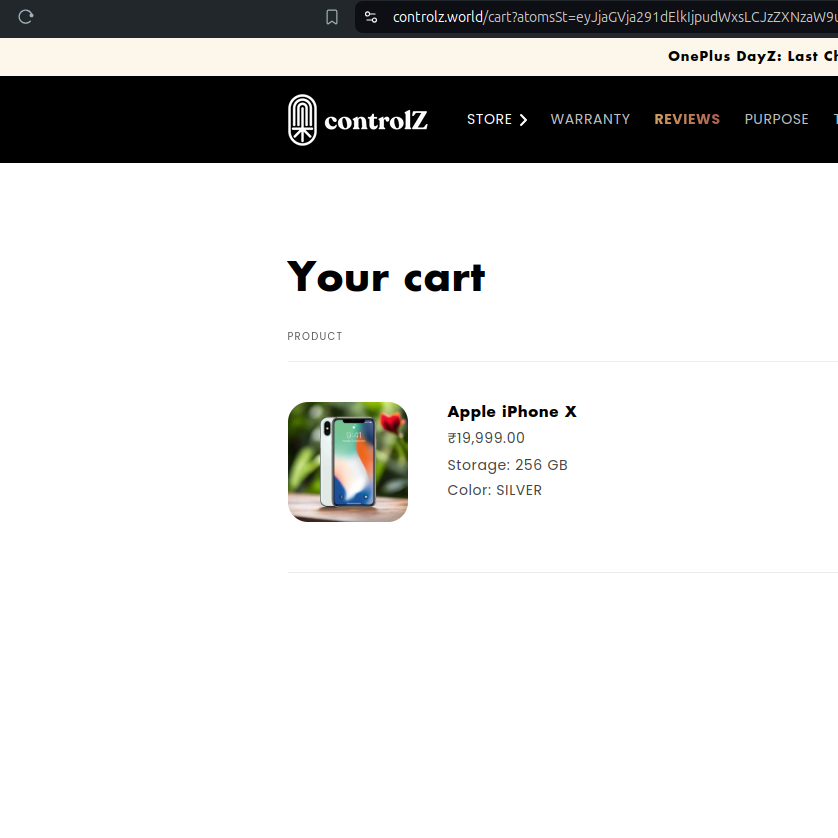 controlz.world/cart?atomsSt=eyJjaGVja291dElkIjpudWxsLCJzZXNzaW9u
OnePlus DayZ: Last Ch
controlZ
STORE
WARRANTY
REVIEWS
PURPOSE
T
Your cart
PRODUCT
9:41
Apple iPhone X
₹19,999.00
Storage: 256 GB
Color: SILVER